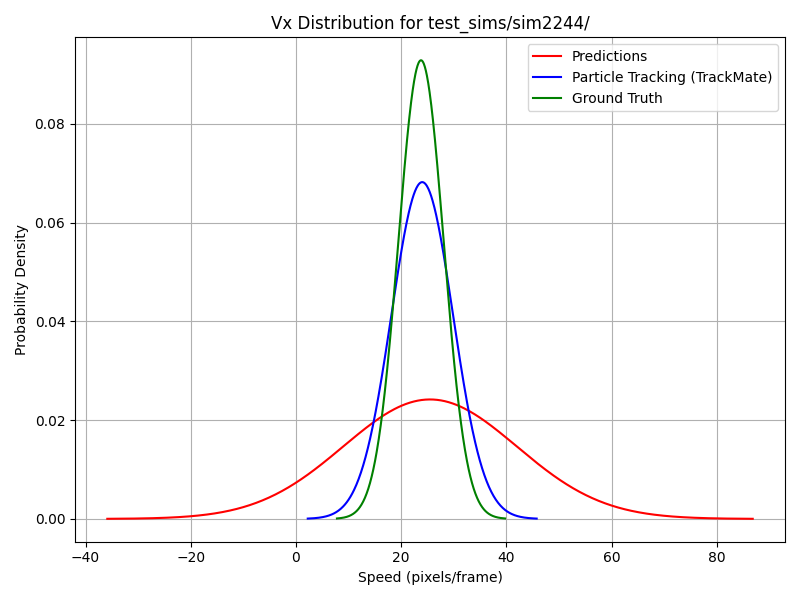 Vx Distribution for test_sims/sim2244/
Predictions
Particle Tracking (TrackMate)
Ground Truth
Probability Density
0.08
0.06
0.04
0.02
0.00
−40
−20
0
20
40
60
80
Speed (pixels/frame)